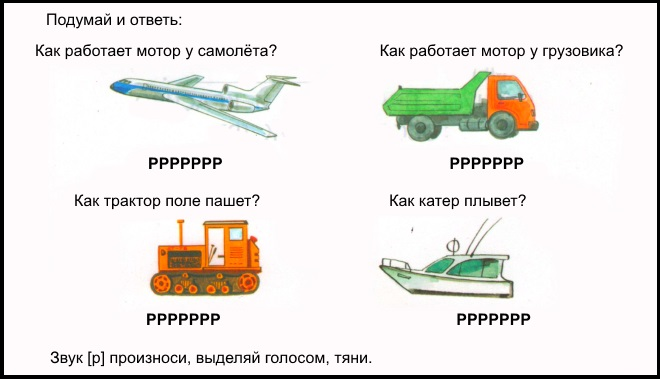 Подумай и ответь:
Как работает мотор у самолёта?
Как работает мотор у грузовика?
РРРРРРР
РРРРРРР
Как трактор поле пашет?
Как катер плывет?
РРРРРРР
РРРРРРР
Звук [р] произноси, выделяй голосом, тяни.